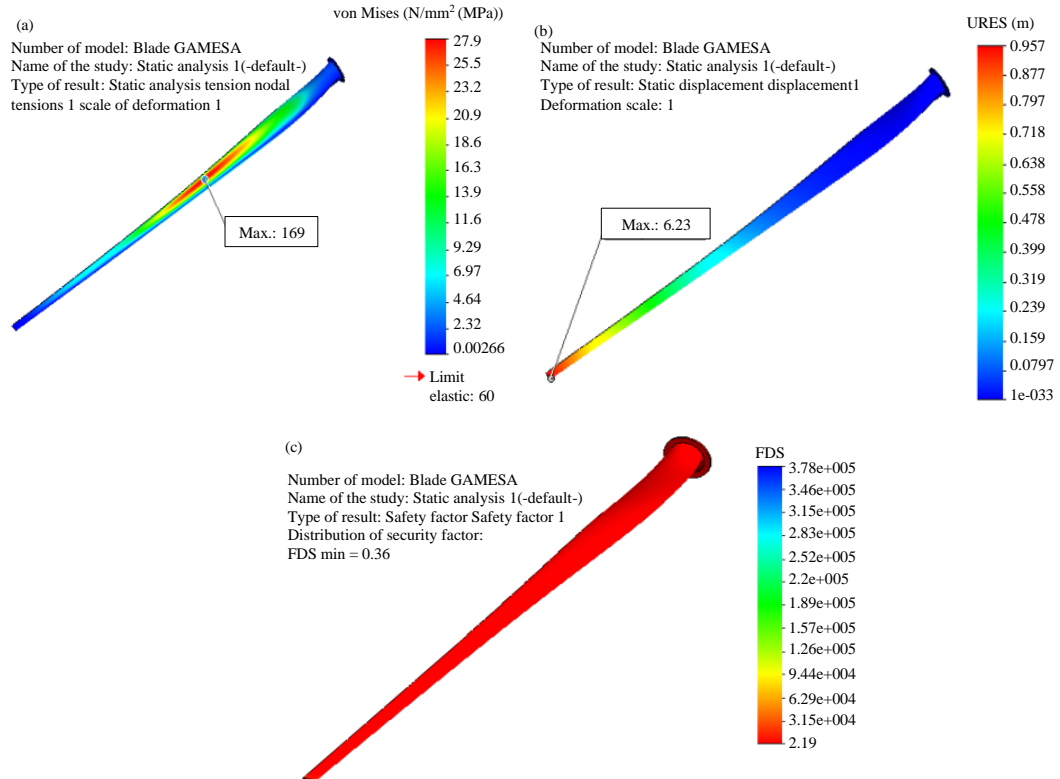 (a)
Number of model: Blade GAMESA
Name of the study: Static analysis 1(-default-)
Type of result: Static analysis tension nodal
tensions 1 scale of deformation 1
von Mises (N/mm² (MPa))
27.9
25.5
23.2
20.9
18.6
16.3
13.9
11.6
9.29
6.97
4.64
2.32
0.00266
Max.: 169
Limit
elastic: 60
(b)
Number of model: Blade GAMESA
Name of the study: Static analysis 1(-default-)
Type of result: Static displacement displacement1
Deformation scale: 1
URES (m)
0.957
0.877
0.797
0.718
0.638
0.558
0.478
0.399
0.319
0.239
0.159
0.0797
1e-033
Max.: 6.23
(c)
Number of model: Blade GAMESA
Name of the study: Static analysis 1(-default-)
Type of result: Safety factor Safety factor 1
Distribution of security factor:
FDS min = 0.36
FDS
3.78e+005
3.46e+005
3.15e+005
2.83e+005
2.52e+005
2.2e+005
1.89e+005
1.57e+005
1.26e+005
9.44e+004
6.29e+004
3.15e+004
2.19